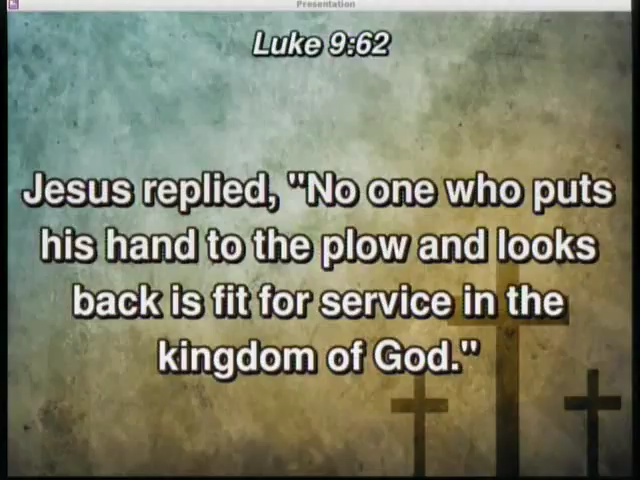 Presentation
Luke 9:62
Jesus replied, "No one who puts
his hand to the plow and looks
back is fit for service in the
kingdom of God."